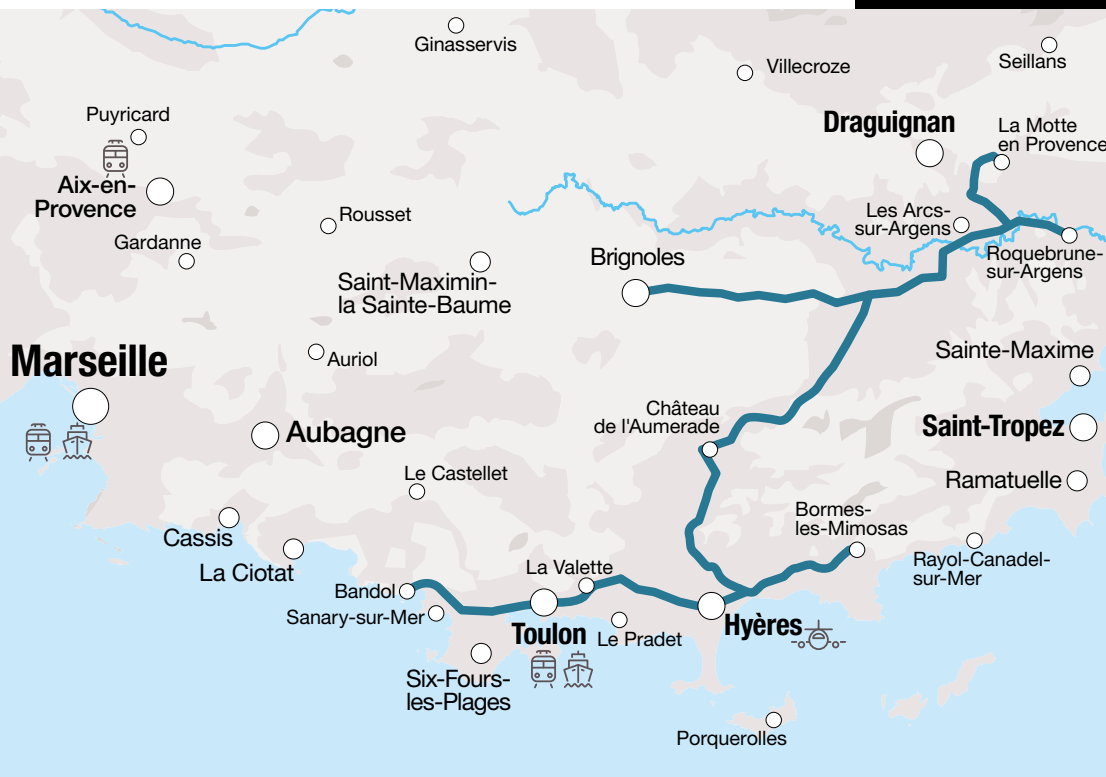 Ginasservis
Villecroze
Seillans
Puyricard
Draguignan
La Motte
en Provence
Aix-en-
Provence
Rousset
Les Arcs-
sur-Argens
Gardanne
Brignoles
Roquebrune-
sur-Argens
Saint-Maximin-
la Sainte-Baume
Marseille
Auriol
Sainte-Maxime
Château
de l'Aumerade
Aubagne
Saint-Tropez
Le Castellet
Ramatuelle
Bormes-
les-Mimosas
Cassis
La Ciotat
La Valette
Rayol-Canadel-
sur-Mer
Bandol
Sanary-sur-Mer
Toulon
Le Pradet
Hyères
Six-Fours-
les-Plages
Porquerolles